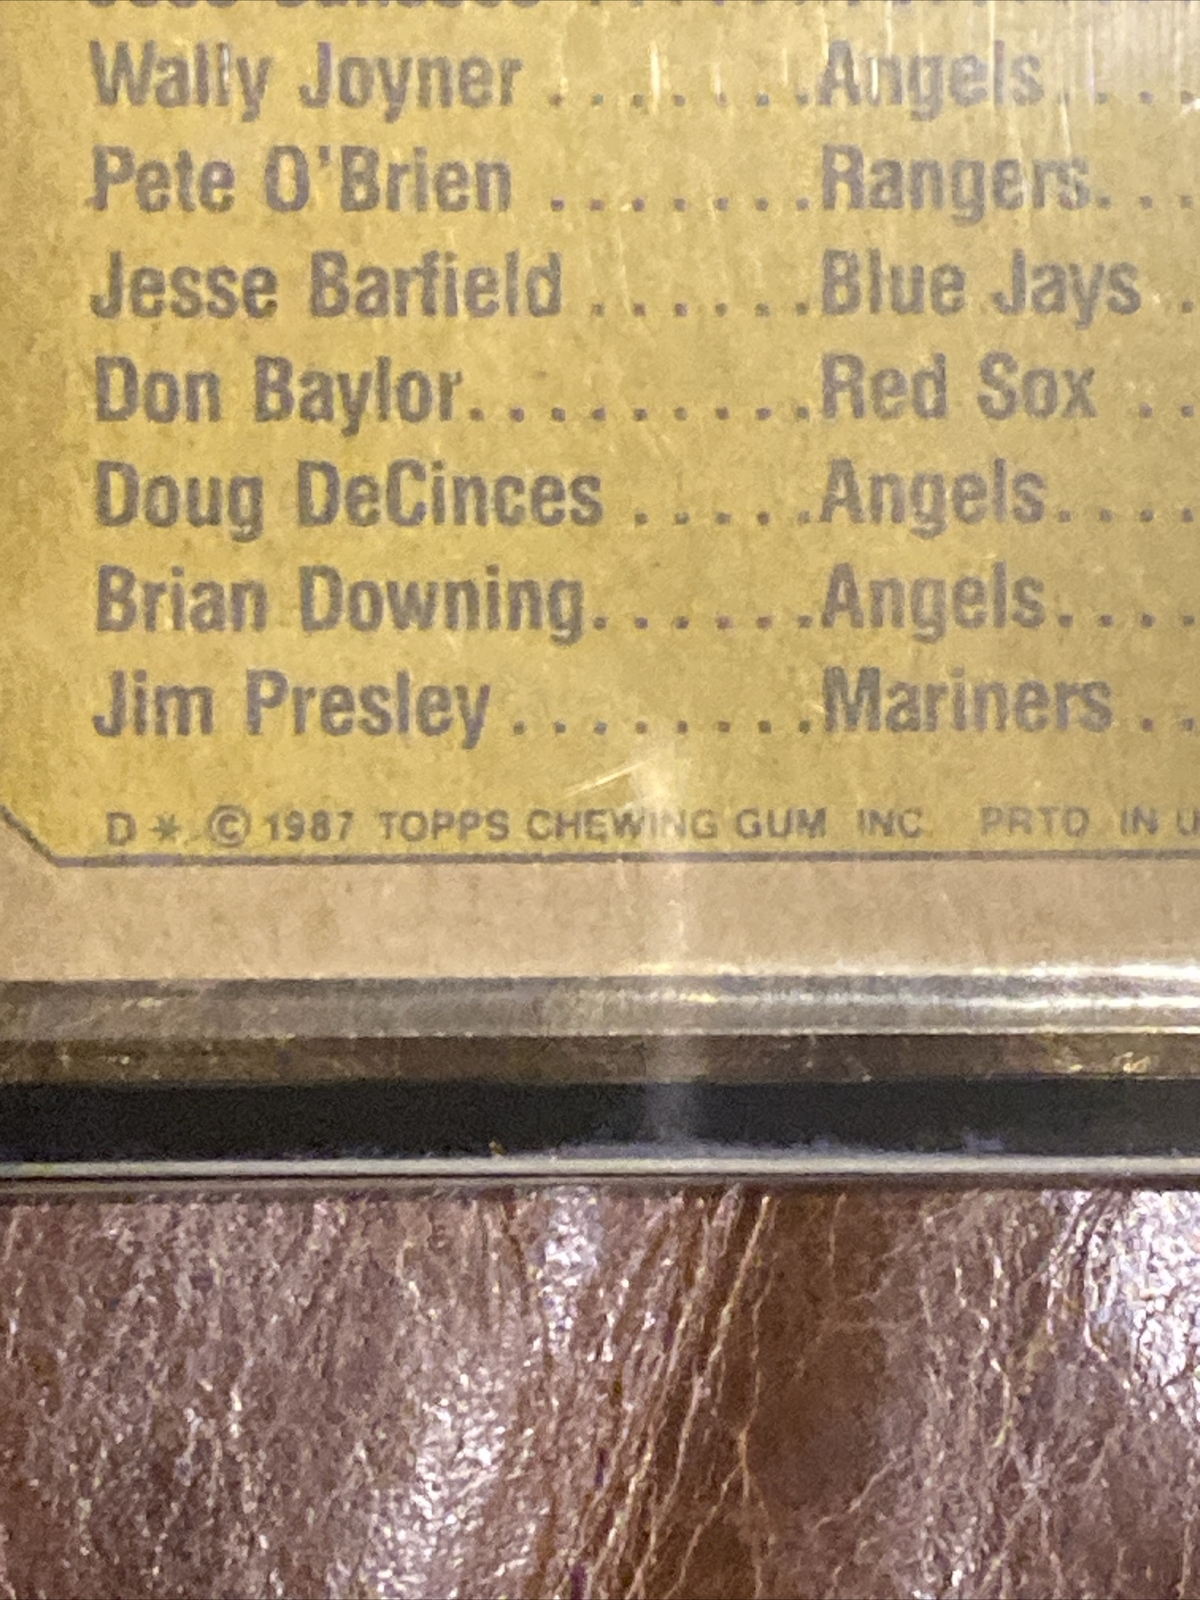 Wally Joyner . . . . . . . Angels . . . .
Pete O'Brien . . . . . . . Rangers. . .
Jesse Barfield . . . . . . Blue Jays .
Don Baylor. . . . . . . . . Red Sox . .
Doug DeCinces . . . . . Angels. . . .
Brian Downing. . . . . . Angels. . . .
Jim Presley . . . . . . . . Mariners . .
D * © 1987 TOPPS CHEWING GUM INC PRTD IN U